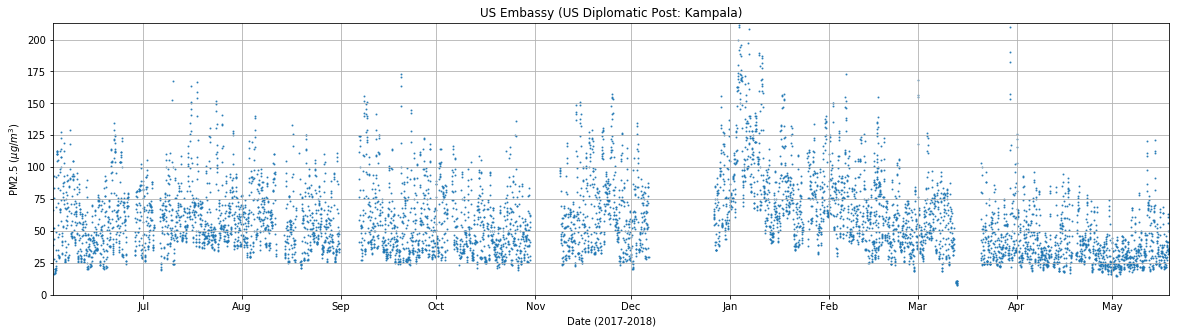 US Embassy (US Diplomatic Post: Kampala)
200
175
150
125
100
75
50
25
0
PM2.5 (μg/m³)
Jul Aug Sep Oct Nov Dec Jan Feb Mar Apr May
Date (2017-2018)